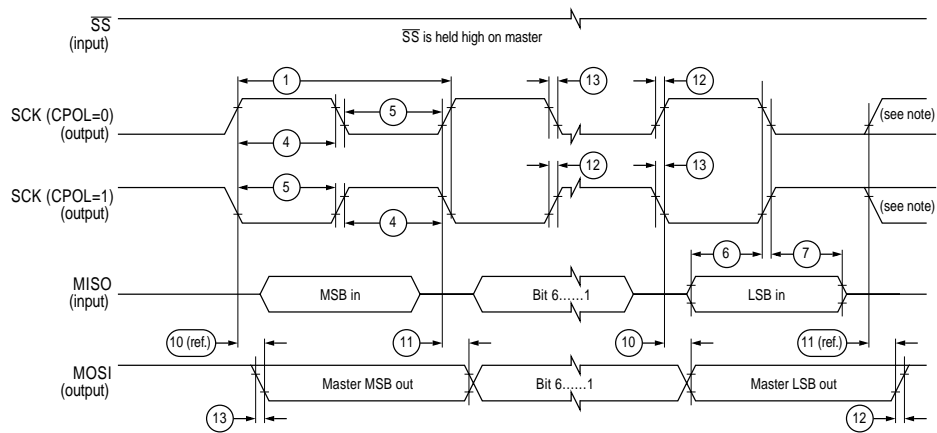 SS
(input)
SS is held high on master
1
13
12
SCK (CPOL=0)
(output)
5
4
(see note)
12
13
SCK (CPOL=1)
(output)
5
4
(see note)
6
7
MISO
(input)
MSB in
Bit 6......1
LSB in
10 (ref.)
11
10
11 (ref.)
MOSI
(output)
Master MSB out
Bit 6......1
Master LSB out
13
12